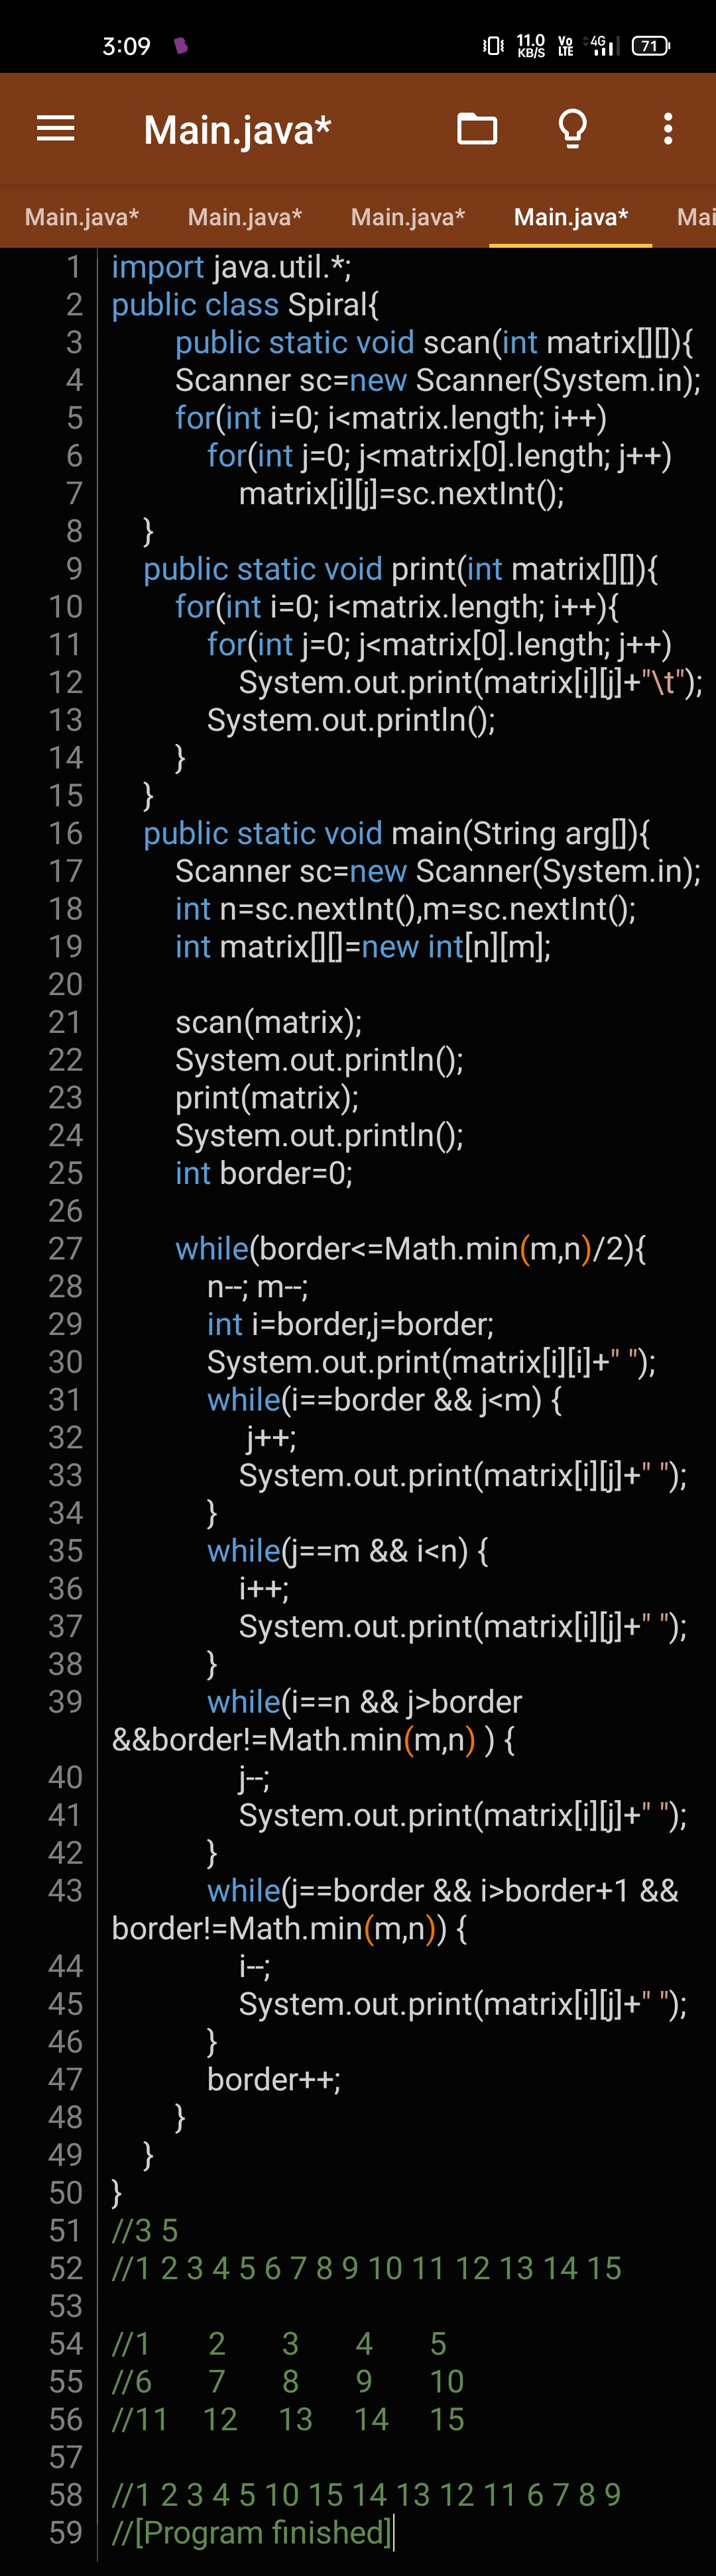 3:09 11.0 KB/S Vo LTE 4G 71
Main.java*
Main.java* Main.java* Main.java* Main.java* Mai
1 import java.util.*;
2 public class Spiral{
3 public static void scan(int matrix[][]){
4 Scanner sc=new Scanner(System.in);
5 for(int i=0; i<matrix.length; i++)
6 for(int j=0; j<matrix[0].length; j++)
7 matrix[i][j]=sc.nextInt();
8 }
9 public static void print(int matrix[][]){
10 for(int i=0; i<matrix.length; i++){
11 for(int j=0; j<matrix[0].length; j++)
12 System.out.print(matrix[i][j]+"\t");
13 System.out.println();
14 }
15 }
16 public static void main(String arg[]){
17 Scanner sc=new Scanner(System.in);
18 int n=sc.nextInt(),m=sc.nextInt();
19 int matrix[][]=new int[n][m];
20
21 scan(matrix);
22 System.out.println();
23 print(matrix);
24 System.out.println();
25 int border=0;
26
27 while(border<=Math.min(m,n)/2){
28 n--; m--;
29 int i=border,j=border;
30 System.out.print(matrix[i][i]+" ");
31 while(i==border && j<m) {
32 j++;
33 System.out.print(matrix[i][j]+" ");
34 }
35 while(j==m && i<n) {
36 i++;
37 System.out.print(matrix[i][j]+" ");
38 }
39 while(i==n && j>border
&&border!=Math.min(m,n) ) {
40 j--;
41 System.out.print(matrix[i][j]+" ");
42 }
43 while(j==border && i>border+1 &&
border!=Math.min(m,n)) {
44 i--;
45 System.out.print(matrix[i][j]+" ");
46 }
47 border++;
48 }
49 }
50 }
51 //3 5
52 //1 2 3 4 5 6 7 8 9 10 11 12 13 14 15
53
54 //1 2 3 4 5
55 //6 7 8 9 10
56 //11 12 13 14 15
57
58 //1 2 3 4 5 10 15 14 13 12 11 6 7 8 9
59 //[Program finished]